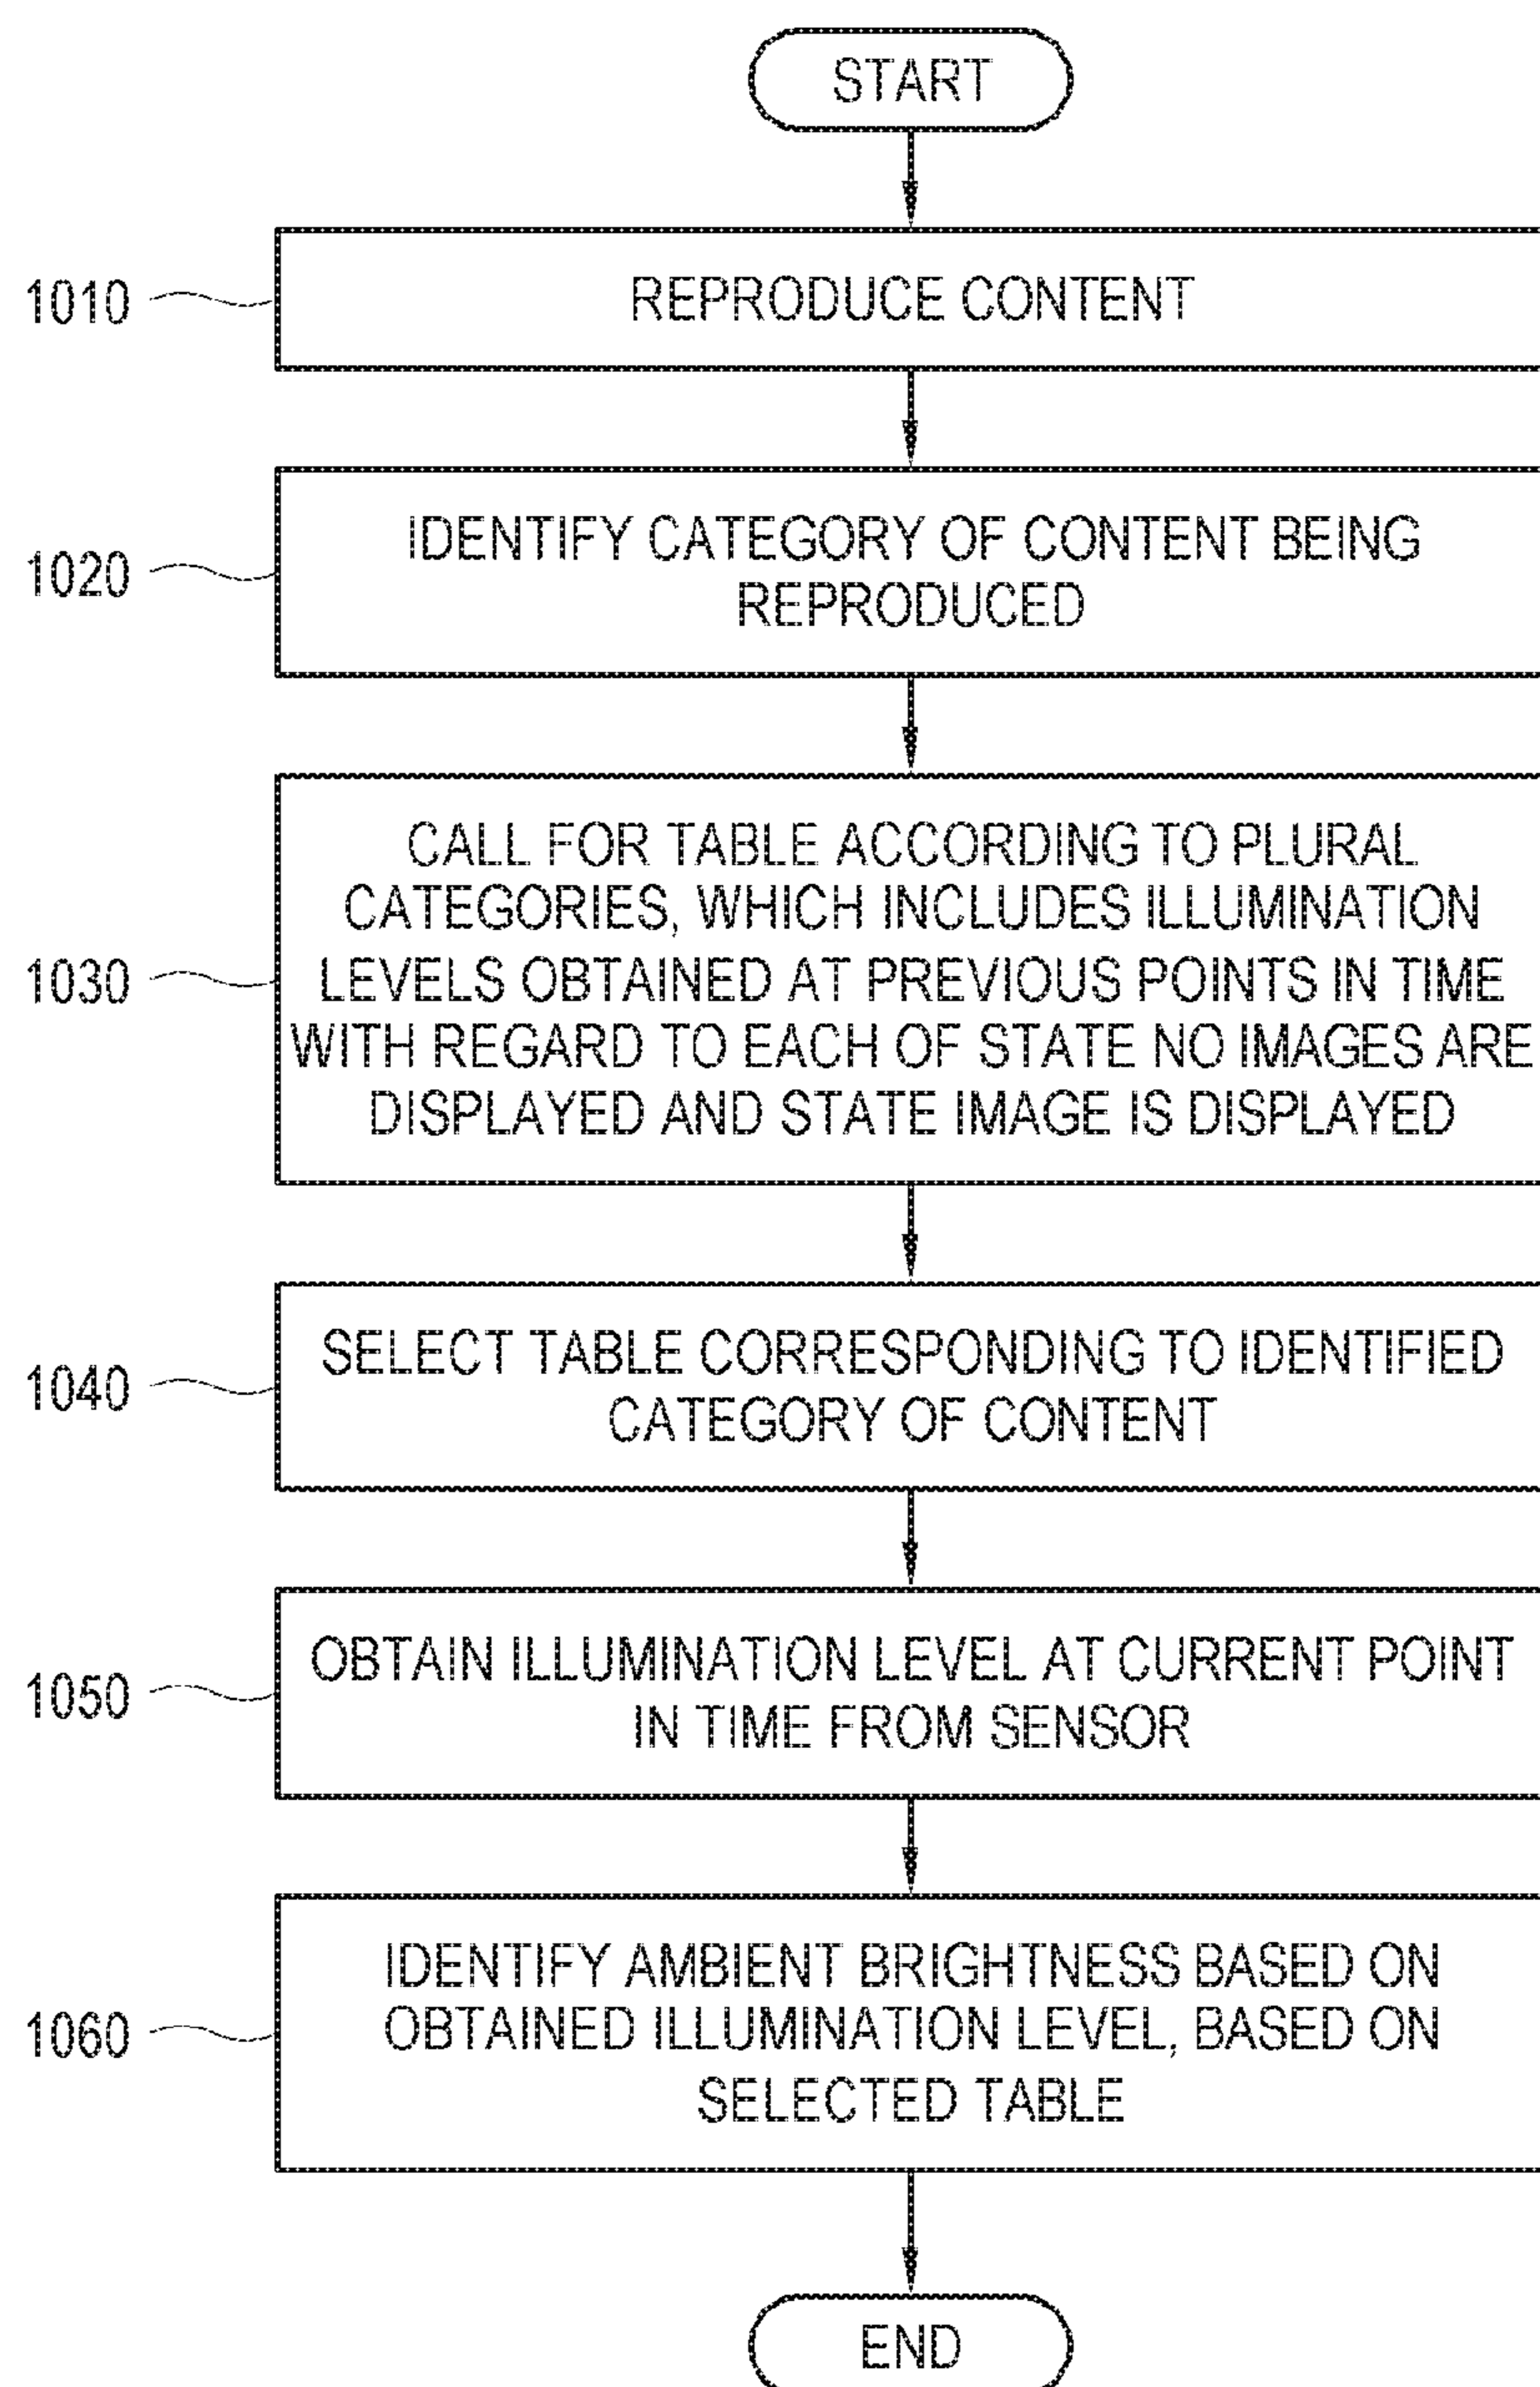 START
1010
REPRODUCE CONTENT
1020
IDENTIFY CATEGORY OF CONTENT BEING
REPRODUCED
1030
CALL FOR TABLE ACCORDING TO PLURAL
CATEGORIES, WHICH INCLUDES ILLUMINATION
LEVELS OBTAINED AT PREVIOUS POINTS IN TIME
WITH REGARD TO EACH OF STATE NO IMAGES ARE
DISPLAYED AND STATE IMAGE IS DISPLAYED
1040
SELECT TABLE CORRESPONDING TO IDENTIFIED
CATEGORY OF CONTENT
1050
OBTAIN ILLUMINATION LEVEL AT CURRENT POINT
IN TIME FROM SENSOR
1060
IDENTIFY AMBIENT BRIGHTNESS BASED ON
OBTAINED ILLUMINATION LEVEL, BASED ON
SELECTED TABLE
END